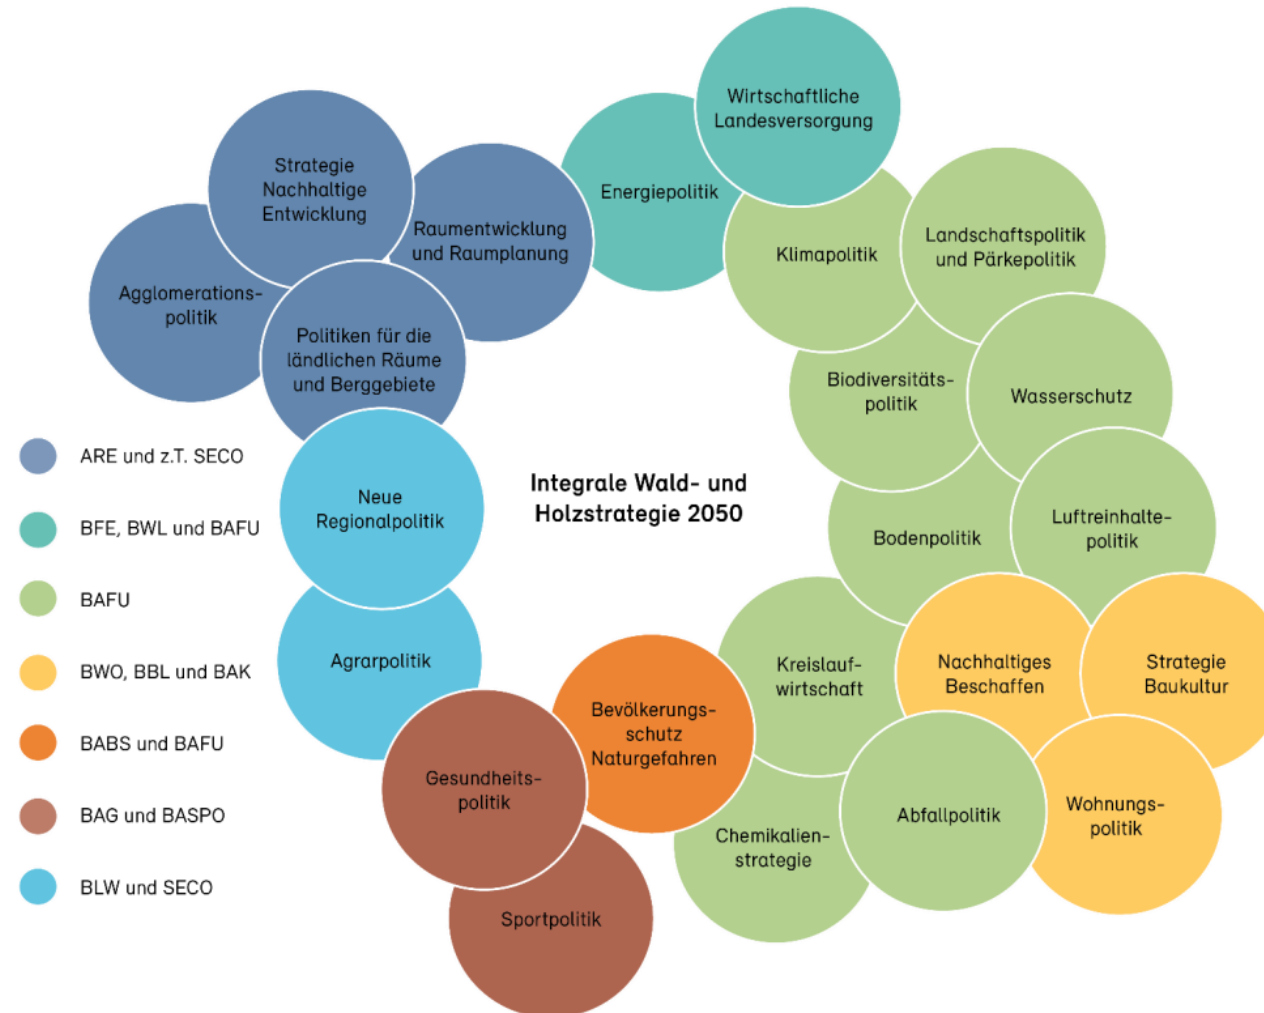 Wirtschaftliche
Landesversorgung
Strategie
Nachhaltige
Entwicklung
Energiepolitik
Raumentwicklung
und Raumplanung
Klimapolitik
Landschaftspolitik
und Pärkepolitik
Agglomerations-
politik
Politiken für die
ländlichen Räume
und Berggebiete
Biodiversitäts-
politik
Wasserschutz
Neue
Regionalpolitik
Integrale Wald- und
Holzstrategie 2050
Bodenpolitik
Luftreinhalte-
politik
Agrarpolitik
Kreislauf-
wirtschaft
Nachhaltiges
Beschaffen
Strategie
Baukultur
Bevölkerungs-
schutz
Naturgefahren
Gesundheits-
politik
Chemikalien-
strategie
Abfallpolitik
Wohnungs-
politik
Sportpolitik
ARE und z.T. SECO
BFE, BWL und BAFU
BAFU
BWO, BBL und BAK
BABS und BAFU
BAG und BASPO
BLW und SECO